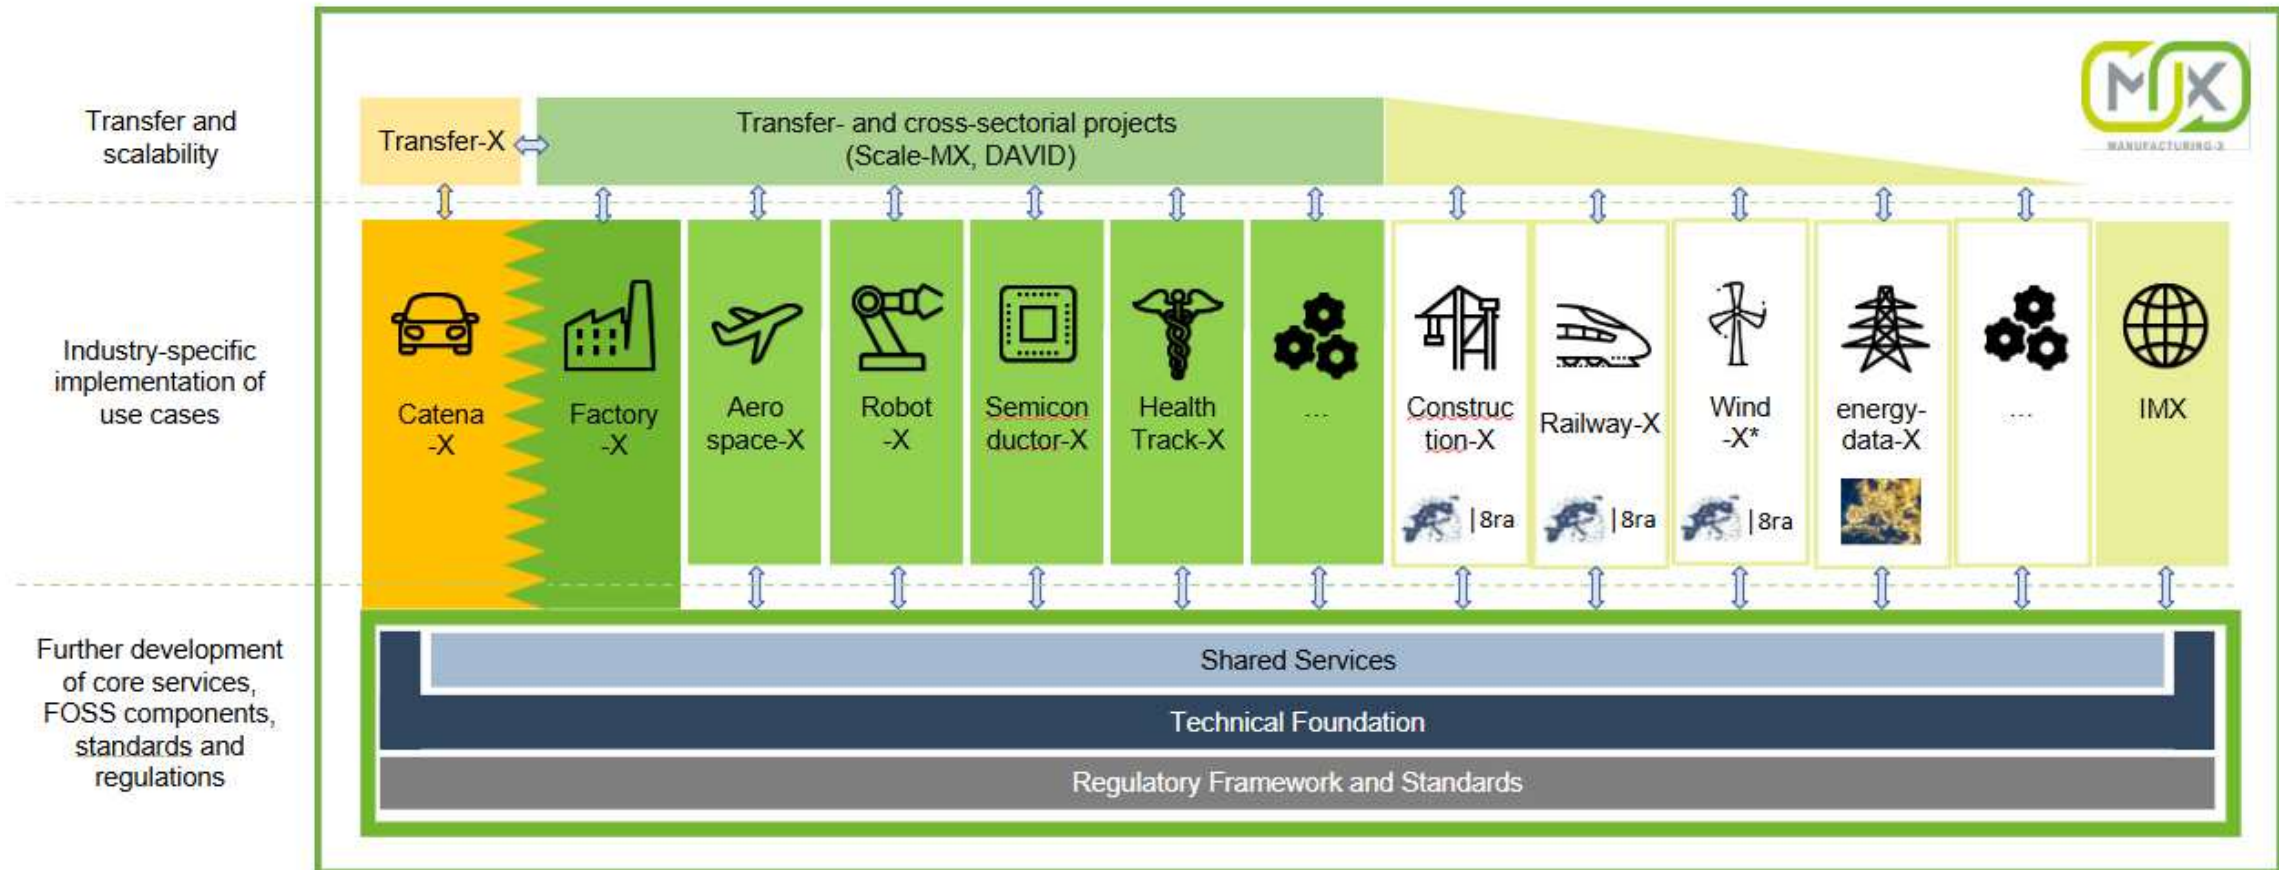 Transfer and
scalability
Transfer-X
Transfer- and cross-sectorial projects
(Scale-MX, DAVID)
M X
MANUFACTURING-X
Industry-specific
implementation of
use cases
Catena
-X
Factory
-X
Aero
space-X
Robot
-X
Semicon
ductor-X
Health
Track-X
...
Construc
tion-X
|8ra
Railway-X
|8ra
Wind
-X*
|8ra
energy-
data-X
...
IMX
Further development
of core services,
FOSS components,
standards and
regulations
Shared Services
Technical Foundation
Regulatory Framework and Standards